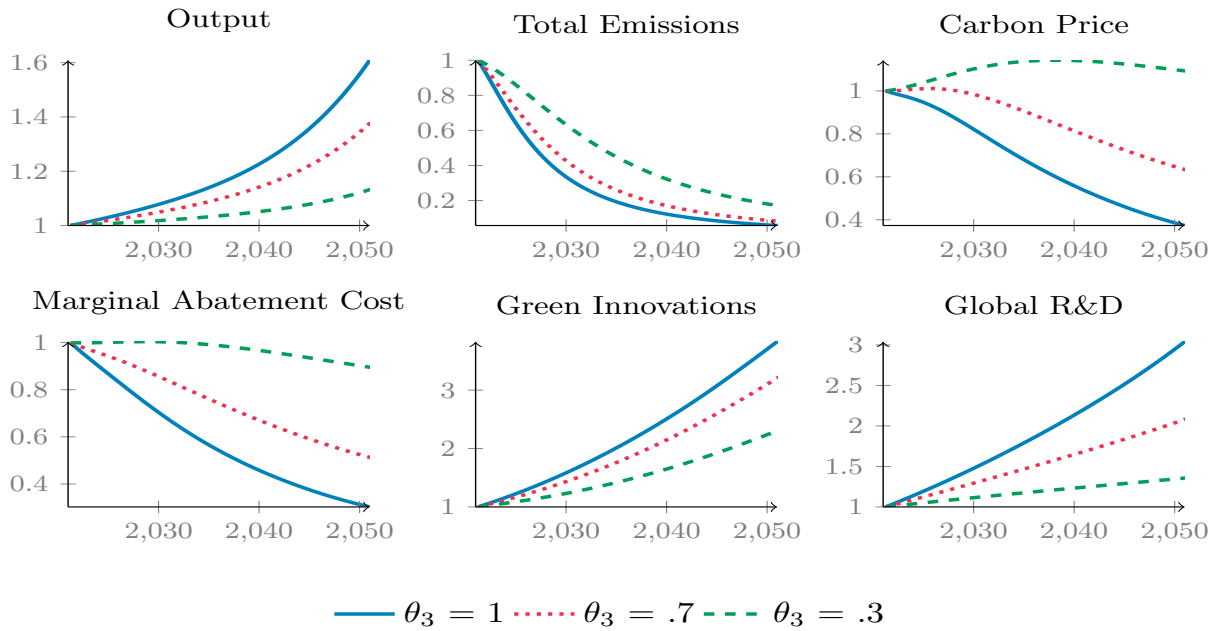 Output
Total Emissions
Carbon Price
1.6
1.4
1.2
1
2,030 2,040 2,050
1
0.8
0.6
0.4
0.2
2,030 2,040 2,050
1
0.8
0.6
0.4
2,030 2,040 2,050
Marginal Abatement Cost
Green Innovations
Global R&D
1
0.8
0.6
0.4
2,030 2,040 2,050
3
2
1
2,030 2,040 2,050
3
2.5
2
1.5
1
2,030 2,040 2,050
θ₃ = 1 θ₃ = .7 θ₃ = .3